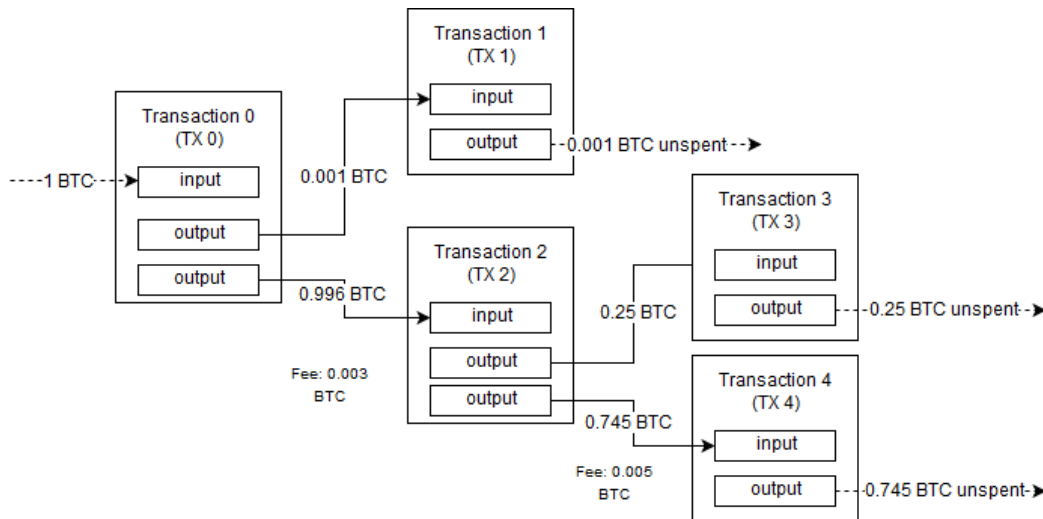 Transaction 0
(TX 0)
1 BTC
input
output
output
0.001 BTC
0.996 BTC
Fee: 0.003
BTC
Transaction 1
(TX 1)
input
output
0.001 BTC unspent
Transaction 2
(TX 2)
input
output
output
0.25 BTC
0.745 BTC
Fee: 0.005
BTC
Transaction 3
(TX 3)
input
output
0.25 BTC unspent
Transaction 4
(TX 4)
input
output
0.745 BTC unspent